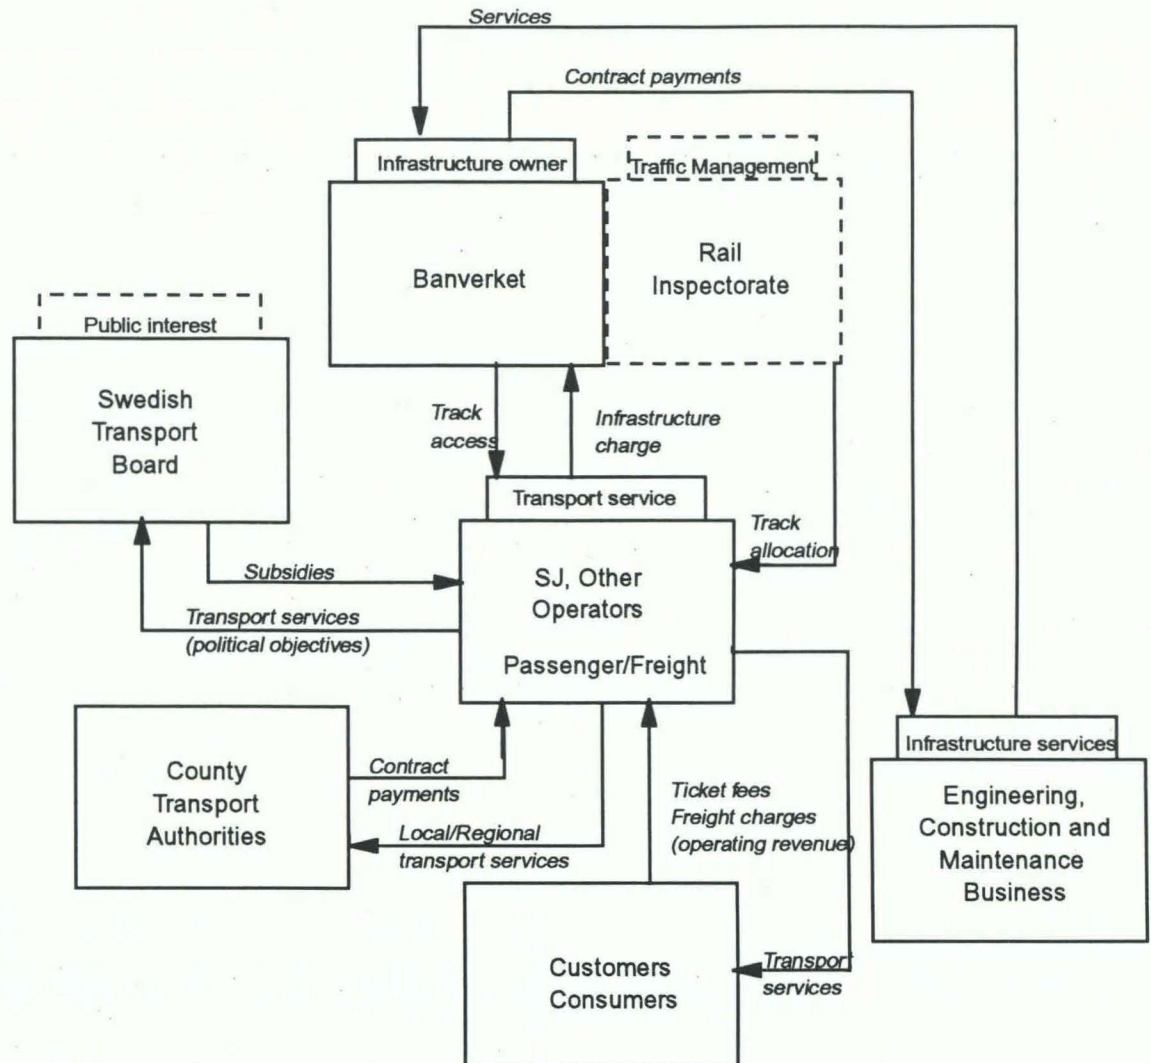 Services
Contract payments
Infrastructure owner
Traffic Management
Banverket
Rail
Inspectorate
Public interest
Swedish
Transport
Board
Track
access
Infrastructure
charge
Transport service
Track
allocation
SJ, Other
Operators
Passenger/Freight
Subsidies
Transport services
(political objectives)
County
Transport
Authorities
Contract
payments
Local/Regional
transport services
Ticket fees
Freight charges
(operating revenue)
Infrastructure services
Engineering,
Construction and
Maintenance
Business
Customers
Consumers
Transport
services